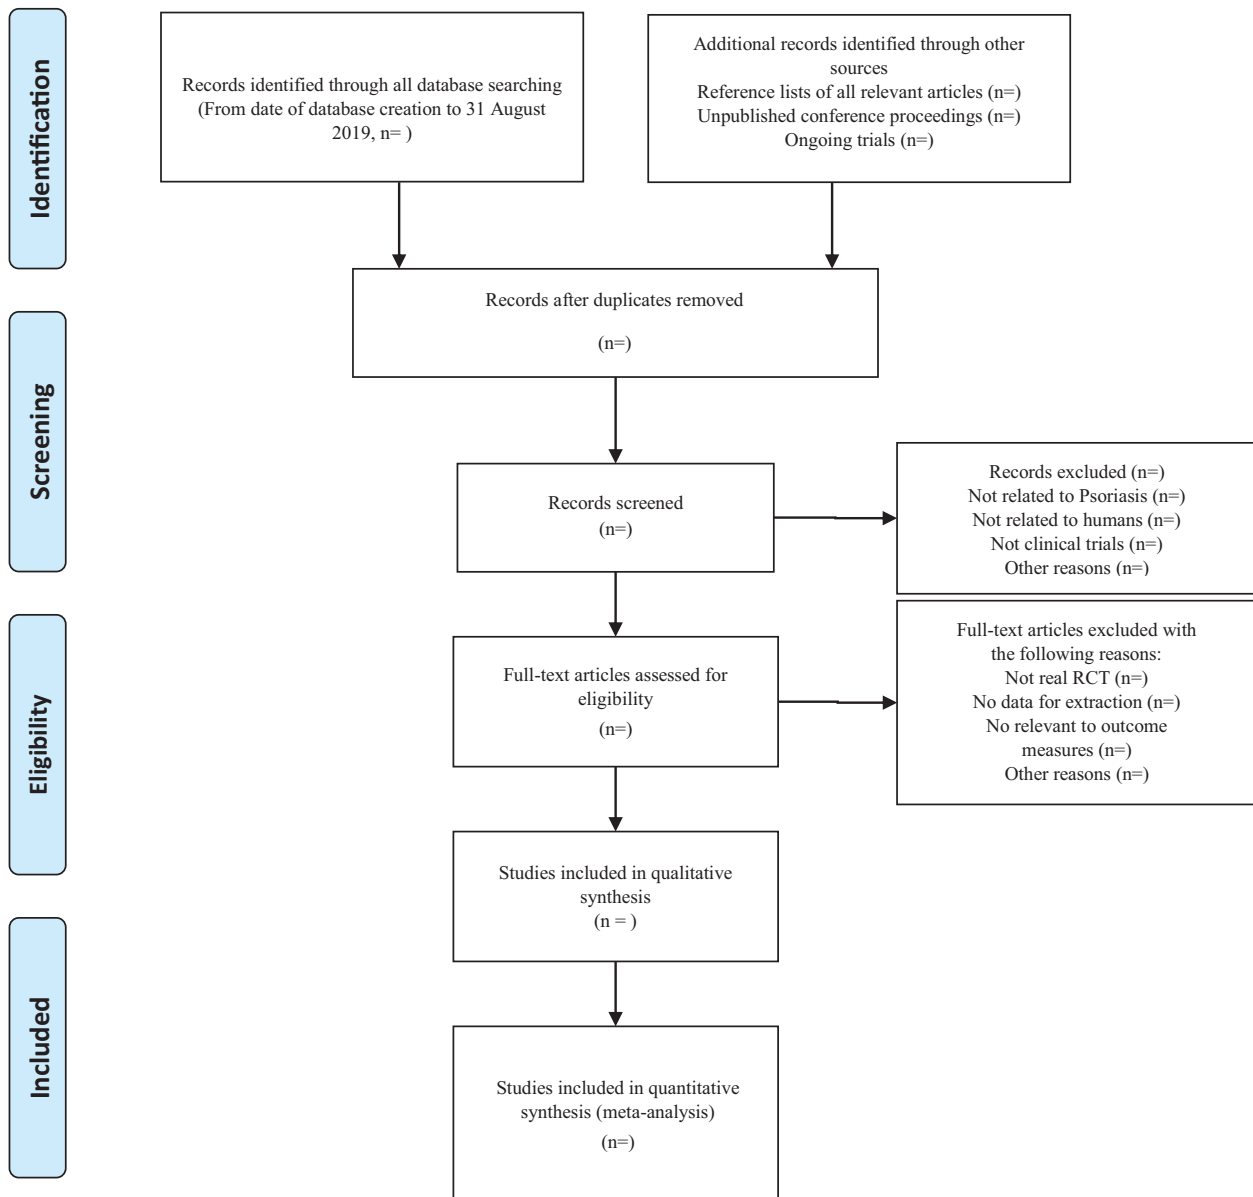 Identification
Records identified through all database searching
(From date of database creation to 31 August
2019, n= )
Additional records identified through other
sources
Reference lists of all relevant articles (n=)
Unpublished conference proceedings (n=)
Ongoing trials (n=)
Records after duplicates removed
(n=)
Screening
Records screened
(n=)
Records excluded (n=)
Not related to Psoriasis (n=)
Not related to humans (n=)
Not clinical trials (n=)
Other reasons (n=)
Eligibility
Full-text articles assessed for
eligibility
(n=)
Full-text articles excluded with
the following reasons:
Not real RCT (n=)
No data for extraction (n=)
No relevant to outcome
measures (n=)
Other reasons (n=)
Studies included in qualitative
synthesis
(n = )
Included
Studies included in quantitative
synthesis (meta-analysis)
(n=)